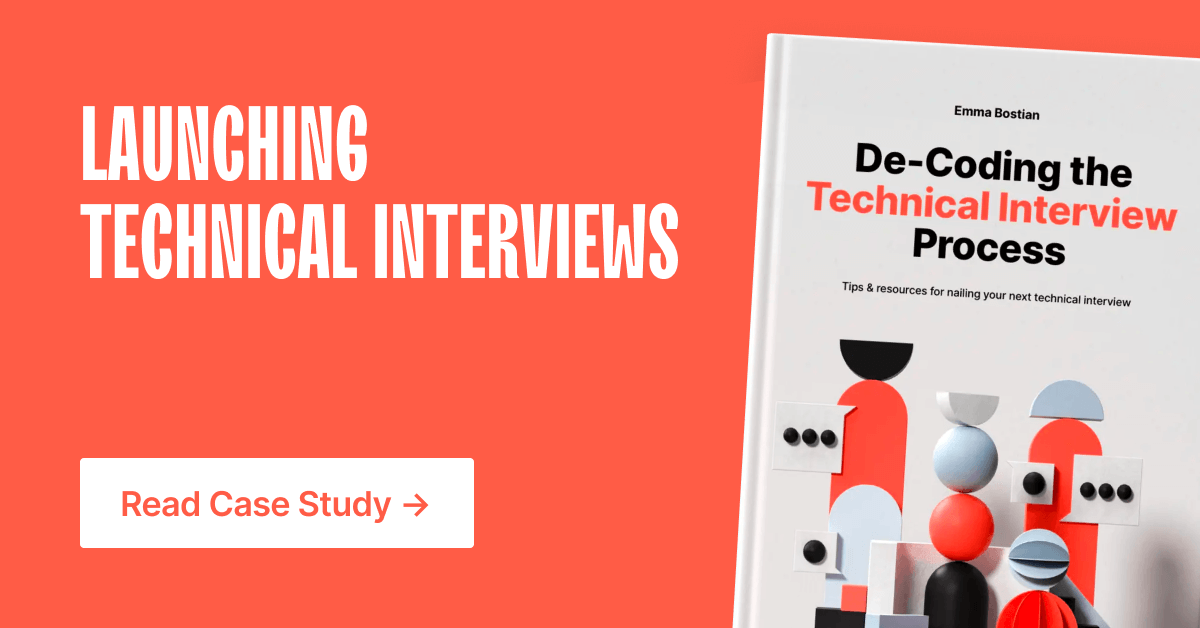 LAUNCHING
TECHNICAL INTERVIEWS
Read Case Study →
Emma Bostian
De-Coding the
Technical Interview
Process
Tips & resources for nailing your next technical interview